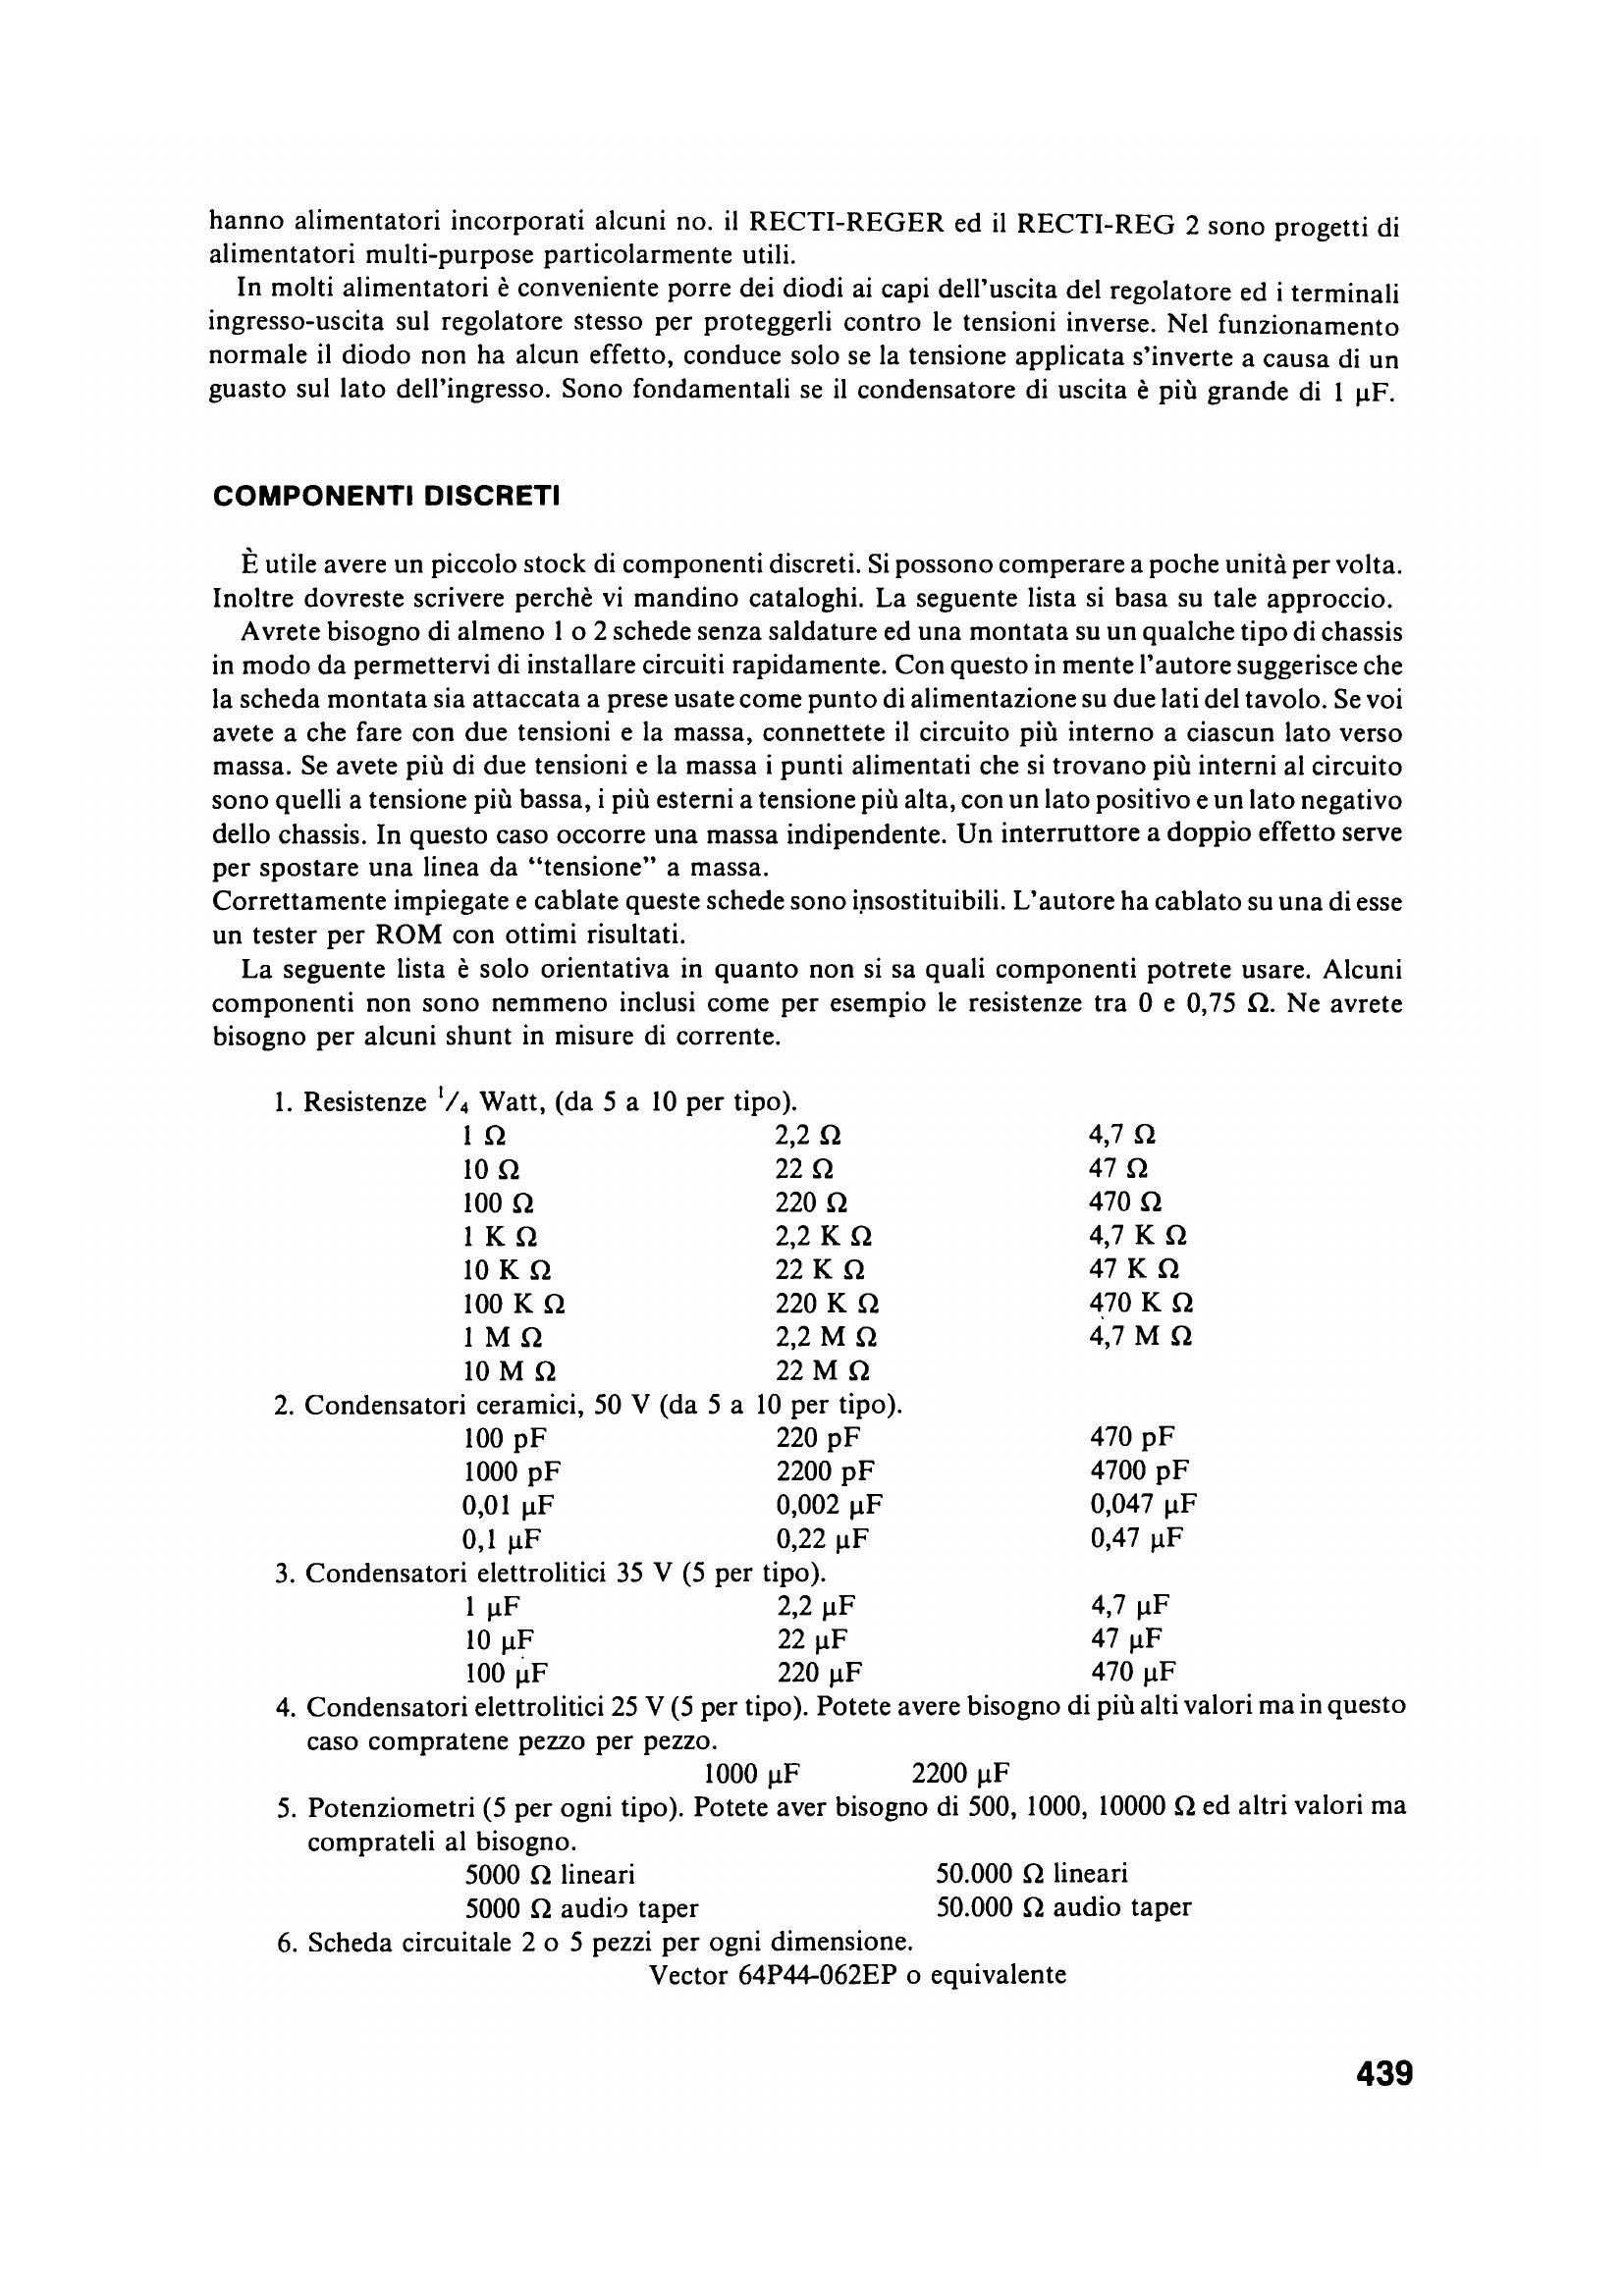 hanno alimentatori incorporati alcuni no. il RECTI-REGER ed il RECTI-REG 2 sono progetti di
alimentatori multi-purpose particolarmente utili.
In molti alimentatori è conveniente porre dei diodi ai capi dell'uscita del regolatore ed i terminali
ingresso-uscita sul regolatore stesso per proteggerli contro le tensioni inverse. Nel funzionamento
normale il diodo non ha alcun effetto, conduce solo se la tensione applicata s'inverte a causa di un
guasto sul lato dell'ingresso. Sono fondamentali se il condensatore di uscita è più grande di 1 µF.
COMPONENTI DISCRETI
È utile avere un piccolo stock di componenti discreti. Si possono comperare a poche unità per volta.
Inoltre dovreste scrivere perchè vi mandino cataloghi. La seguente lista si basa su tale approccio.
Avrete bisogno di almeno 1 o 2 schede senza saldature ed una montata su un qualche tipo di chassis
in modo da permettervi di installare circuiti rapidamente. Con questo in mente l'autore suggerisce che
la scheda montata sia attaccata a prese usate come punto di alimentazione su due lati del tavolo. Se voi
avete a che fare con due tensioni e la massa, connettete il circuito più interno a ciascun lato verso
massa. Se avete più di due tensioni e la massa i punti alimentati che si trovano più interni al circuito
sono quelli a tensione più bassa, i più esterni a tensione più alta, con un lato positivo e un lato negativo
dello chassis. In questo caso occorre una massa indipendente. Un interruttore a doppio effetto serve
per spostare una linea da “tensione” a massa.
Correttamente impiegate e cablate queste schede sono insostituibili. L'autore ha cablato su una di esse
un tester per ROM con ottimi risultati.
La seguente lista è solo orientativa in quanto non si sa quali componenti potrete usare. Alcuni
componenti non sono nemmeno inclusi come per esempio le resistenze tra 0 e 0,75 Ω. Ne avrete
bisogno per alcuni shunt in misure di corrente.
1. Resistenze 1/4 Watt, (da 5 a 10 per tipo).
1 Ω 2,2 Ω 4,7 Ω
10 Ω 22 Ω 47 Ω
100 Ω 220 Ω 470 Ω
1 K Ω 2,2 K Ω 4,7 K Ω
10 K Ω 22 K Ω 47 K Ω
100 K Ω 220 K Ω 470 K Ω
1 M Ω 2,2 M Ω 4,7 M Ω
10 M Ω 22 M Ω
2. Condensatori ceramici, 50 V (da 5 a 10 per tipo).
100 pF 220 pF 470 pF
1000 pF 2200 pF 4700 pF
0,01 µF 0,002 µF 0,047 µF
0,1 µF 0,22 µF 0,47 µF
3. Condensatori elettrolitici 35 V (5 per tipo).
1 µF 2,2 µF 4,7 µF
10 µF 22 µF 47 µF
100 µF 220 µF 470 µF
4. Condensatori elettrolitici 25 V (5 per tipo). Potete avere bisogno di più alti valori ma in questo
caso compratene pezzo per pezzo.
1000 µF 2200 µF
5. Potenziometri (5 per ogni tipo). Potete aver bisogno di 500, 1000, 10000 Ω ed altri valori ma
comprateli al bisogno.
5000 Ω lineari 50.000 Ω lineari
5000 Ω audio taper 50.000 Ω audio taper
6. Scheda circuitale 2 o 5 pezzi per ogni dimensione.
Vector 64P44-062EP o equivalente
439